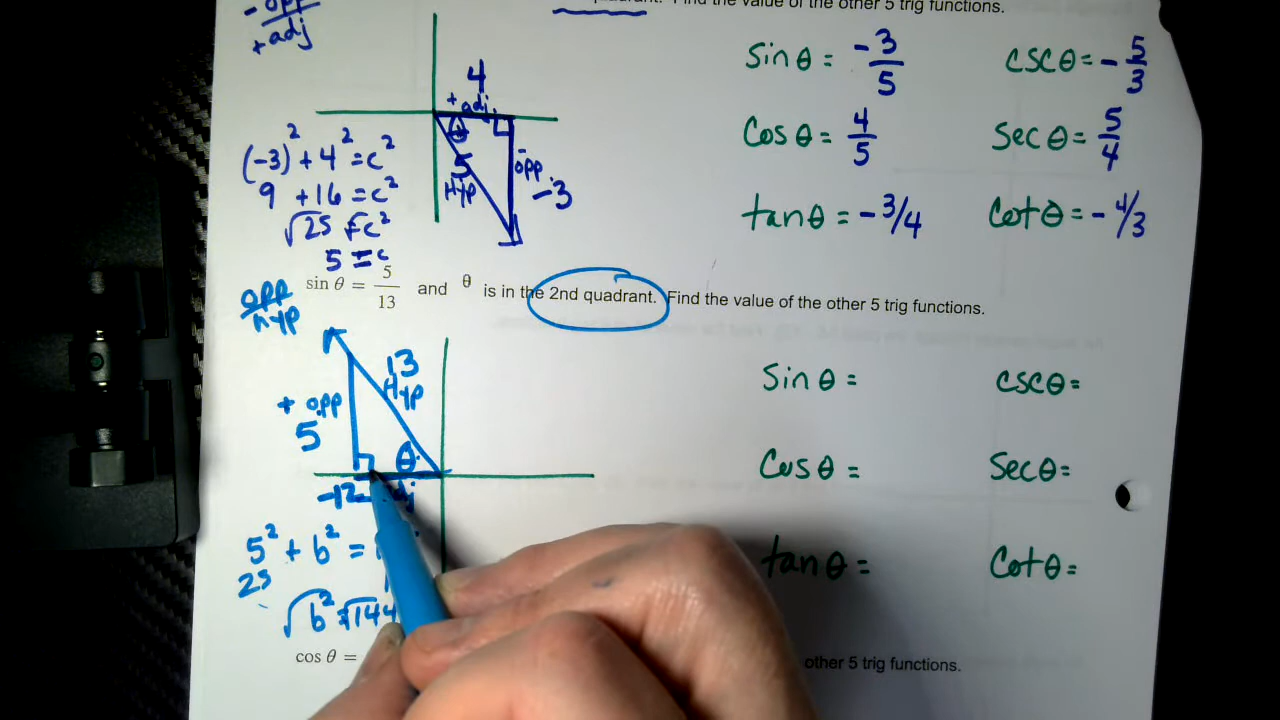 - opp
+ adj
Find the value of the other 5 trig functions.
4
+ adj.
θ
5
Hyp
- opp.
-3
(-3)² + 4² = c²
9 + 16 = c²
√25 = c²
5 = c
sin θ = -3/5
csc θ = -5/3
cos θ = 4/5
sec θ = 5/4
tan θ = -3/4
cot θ = -4/3
opp
hyp
sin θ = 5/13 and θ is in the 2nd quadrant. Find the value of the other 5 trig functions.
13
Hyp
+ opp
5
θ
-12
5² + b² =
25
√b² = √144
sin θ =
csc θ =
cos θ =
sec θ =
tan θ =
cot θ =
cos θ =
other 5 trig functions.